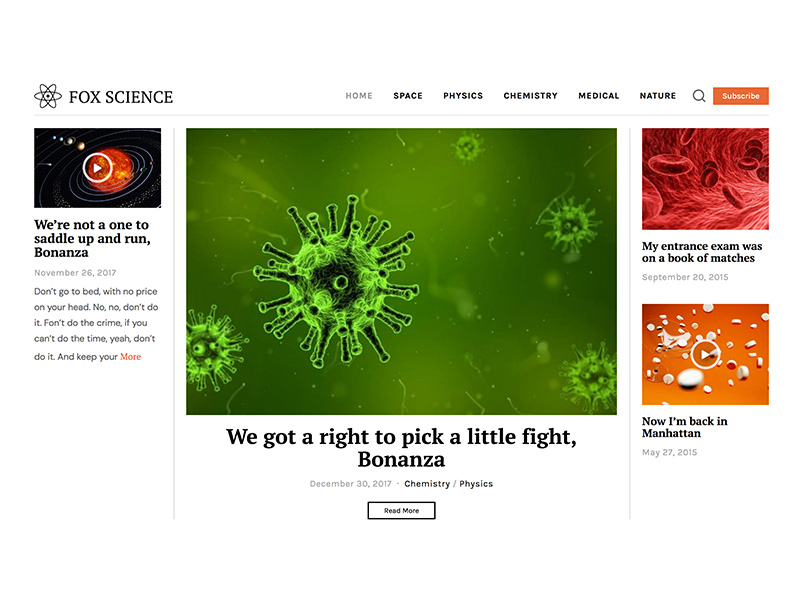 FOX SCIENCE
HOME SPACE PHYSICS CHEMISTRY MEDICAL NATURE Subscribe
We're not a one to
saddle up and run,
Bonanza
November 26, 2017
Don't go to bed, with no price
on your head. No, no, don't do
it. Fon't do the crime, if you
can't do the time, yeah, don't
do it. And keep your More
We got a right to pick a little fight,
Bonanza
December 30, 2017 · Chemistry / Physics
Read More
My entrance exam was
on a book of matches
September 20, 2015
Now I'm back in
Manhattan
May 27, 2015